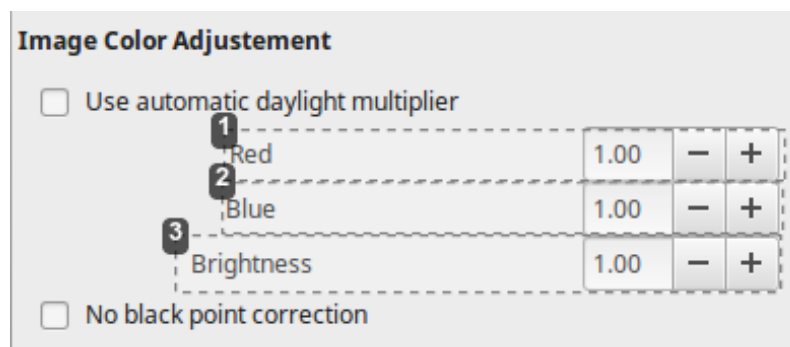 Image Color Adjustement
Use automatic daylight multiplier
1
Red 1.00 − +
2
Blue 1.00 − +
3
Brightness 1.00 − +
No black point correction